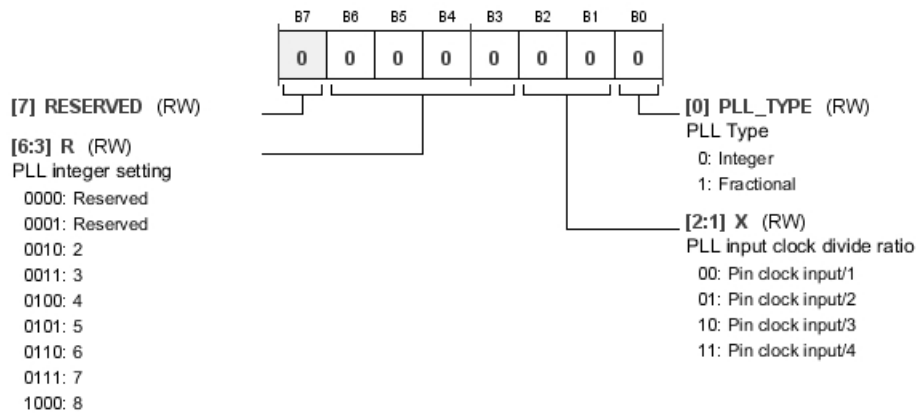 B7 B6 B5 B4 B3 B2 B1 B0
0 0 0 0 0 0 0 0
[7] RESERVED (RW)
[6:3] R (RW)
PLL integer setting
0000: Reserved
0001: Reserved
0010: 2
0011: 3
0100: 4
0101: 5
0110: 6
0111: 7
1000: 8
[0] PLL_TYPE (RW)
PLL Type
0: Integer
1: Fractional
[2:1] X (RW)
PLL input clock divide ratio
00: Pin clock input/1
01: Pin clock input/2
10: Pin clock input/3
11: Pin clock input/4